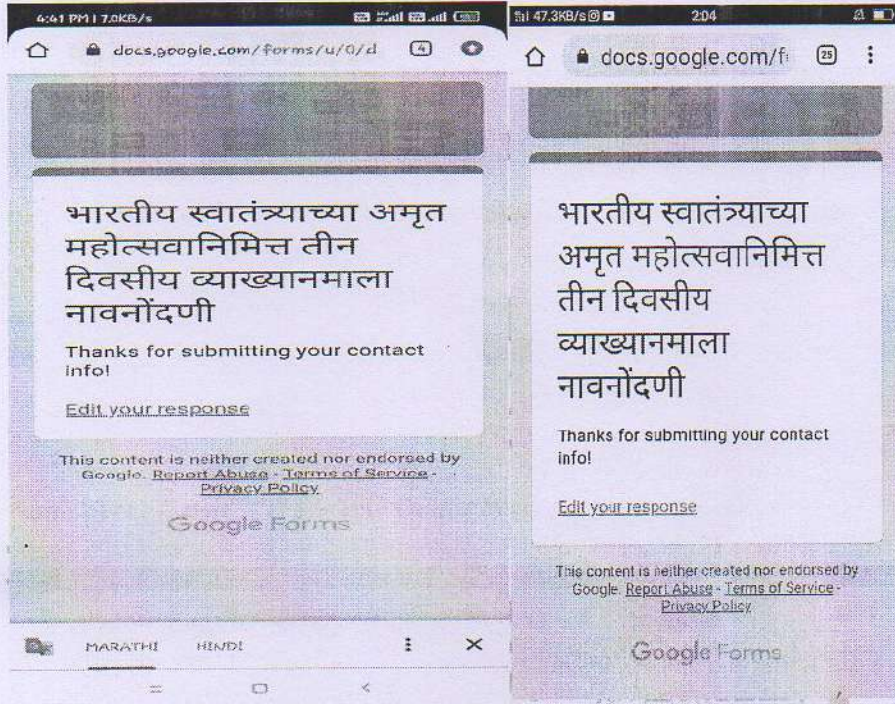 4:41 PM | 7.0KB/s
docs.google.com/forms/u/0/d
4
भारतीय स्वातंत्र्याच्या अमृत
महोत्सवानिमित्त तीन
दिवसीय व्याख्यानमाला
नावनोंदणी
Thanks for submitting your contact
info!
Edit your response
This content is neither created nor endorsed by
Google. Report Abuse - Terms of Service -
Privacy Policy
Google Forms
MARATHI HINDI
47.3KB/s
2:04
docs.google.com/f
25
भारतीय स्वातंत्र्याच्या
अमृत महोत्सवानिमित्त
तीन दिवसीय
व्याख्यानमाला
नावनोंदणी
Thanks for submitting your contact
info!
Edit your response
This content is neither created nor endorsed by
Google. Report Abuse - Terms of Service -
Privacy Policy
Google Forms